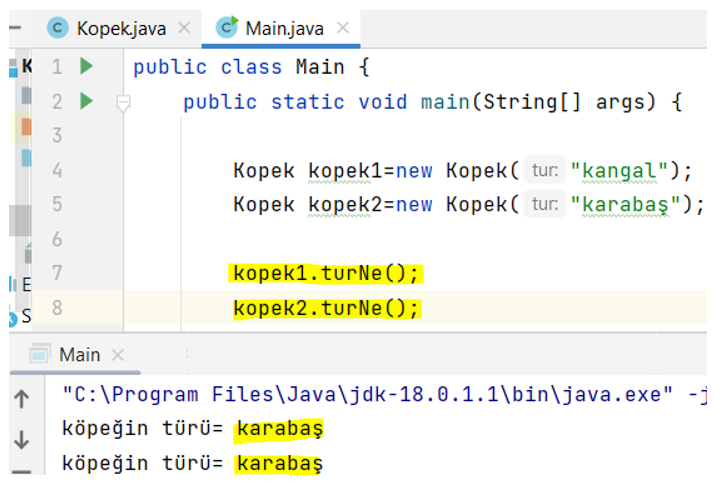 Kopek.java
Main.java
1 public class Main {
2 public static void main(String[] args) {
3
4 Kopek kopek1=new Kopek( tur: "kangal");
5 Kopek kopek2=new Kopek( tur: "karabaş");
6
7 kopek1.turNe();
8 kopek2.turNe();
Main
"C:\Program Files\Java\jdk-18.0.1.1\bin\java.exe" -j
köpeğin türü= karabaş
köpeğin türü= karabaş